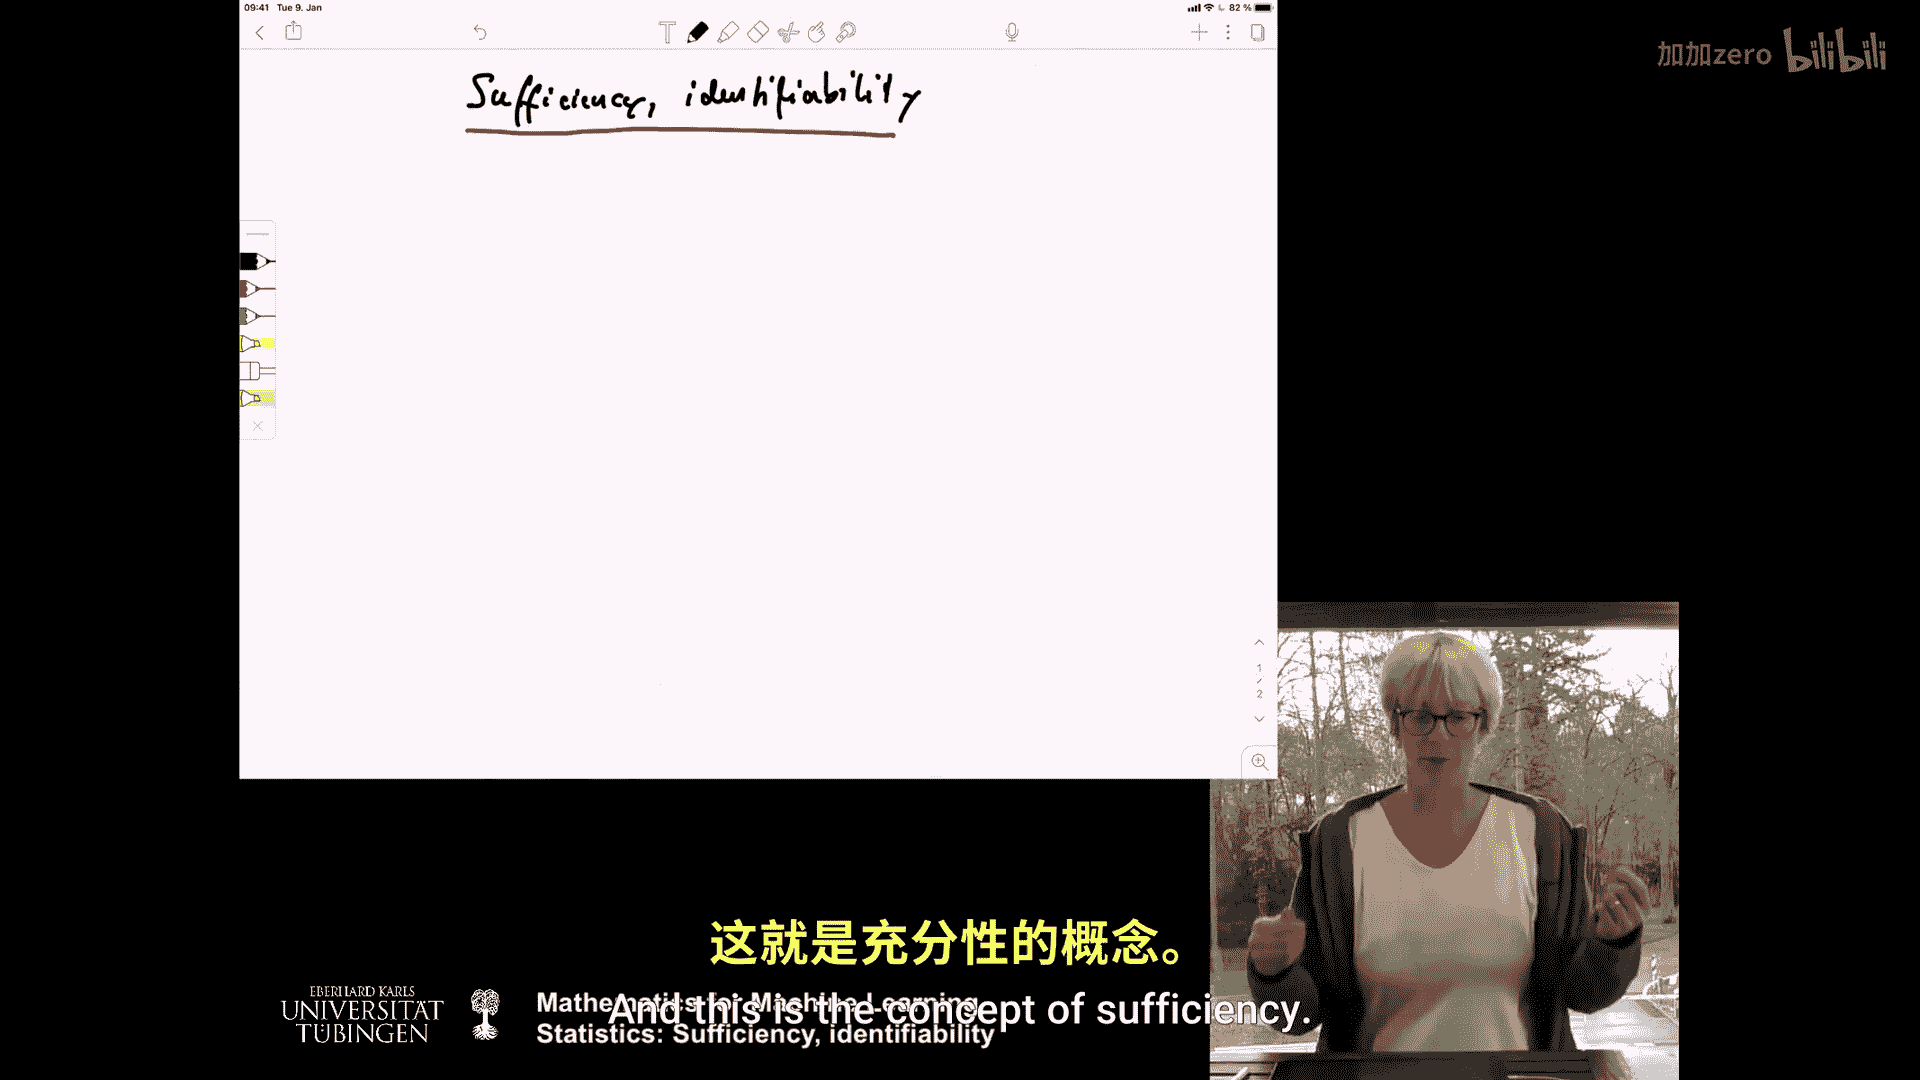 09:41 Tue 9. Jan
82 %
加加zero bilibili
Sufficiency, identifiability
T
1
2
这就是充分性的概念。
And this is the concept of sufficiency.
EBERHARD KARLS
UNIVERSITÄT
TÜBINGEN
Mathematics for Machine Learning
Statistics: Sufficiency, identifiability